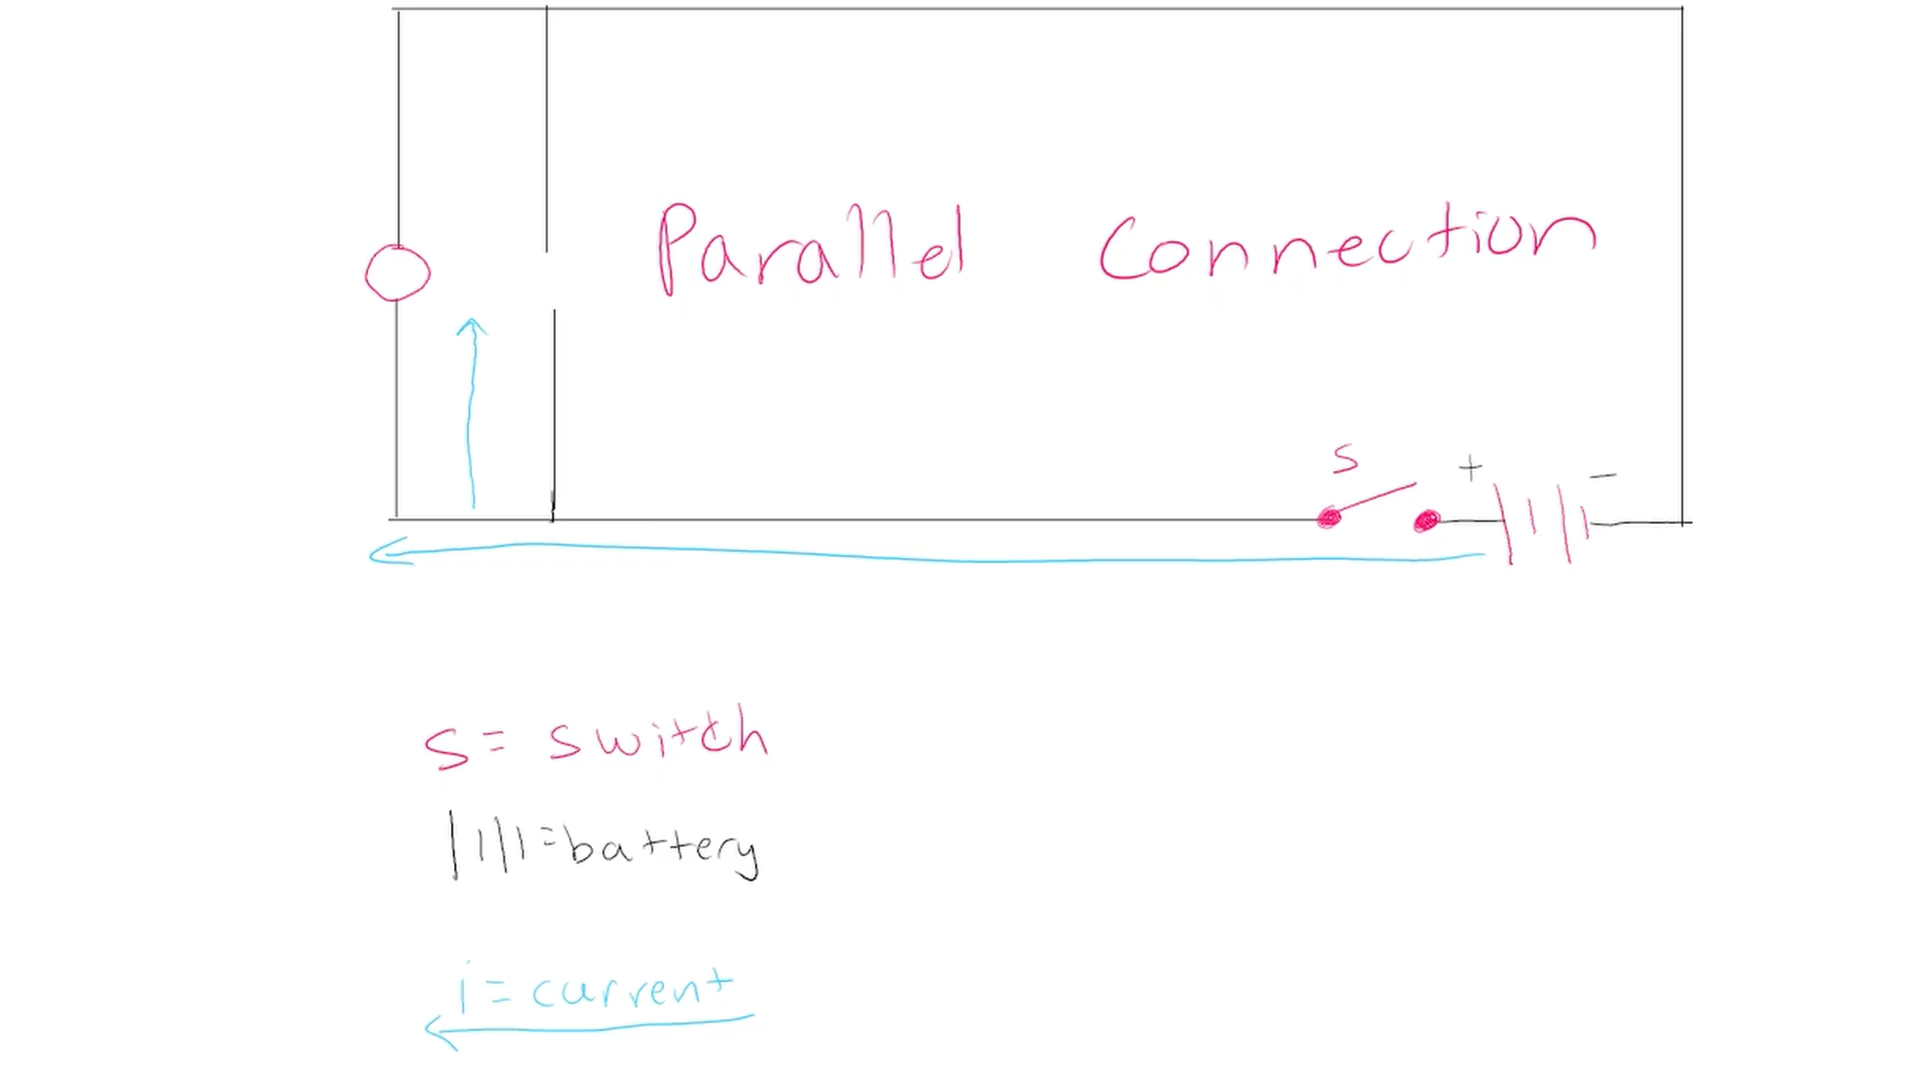 Parallel Connection
S
+ -
S = switch
|||| = battery
i = current